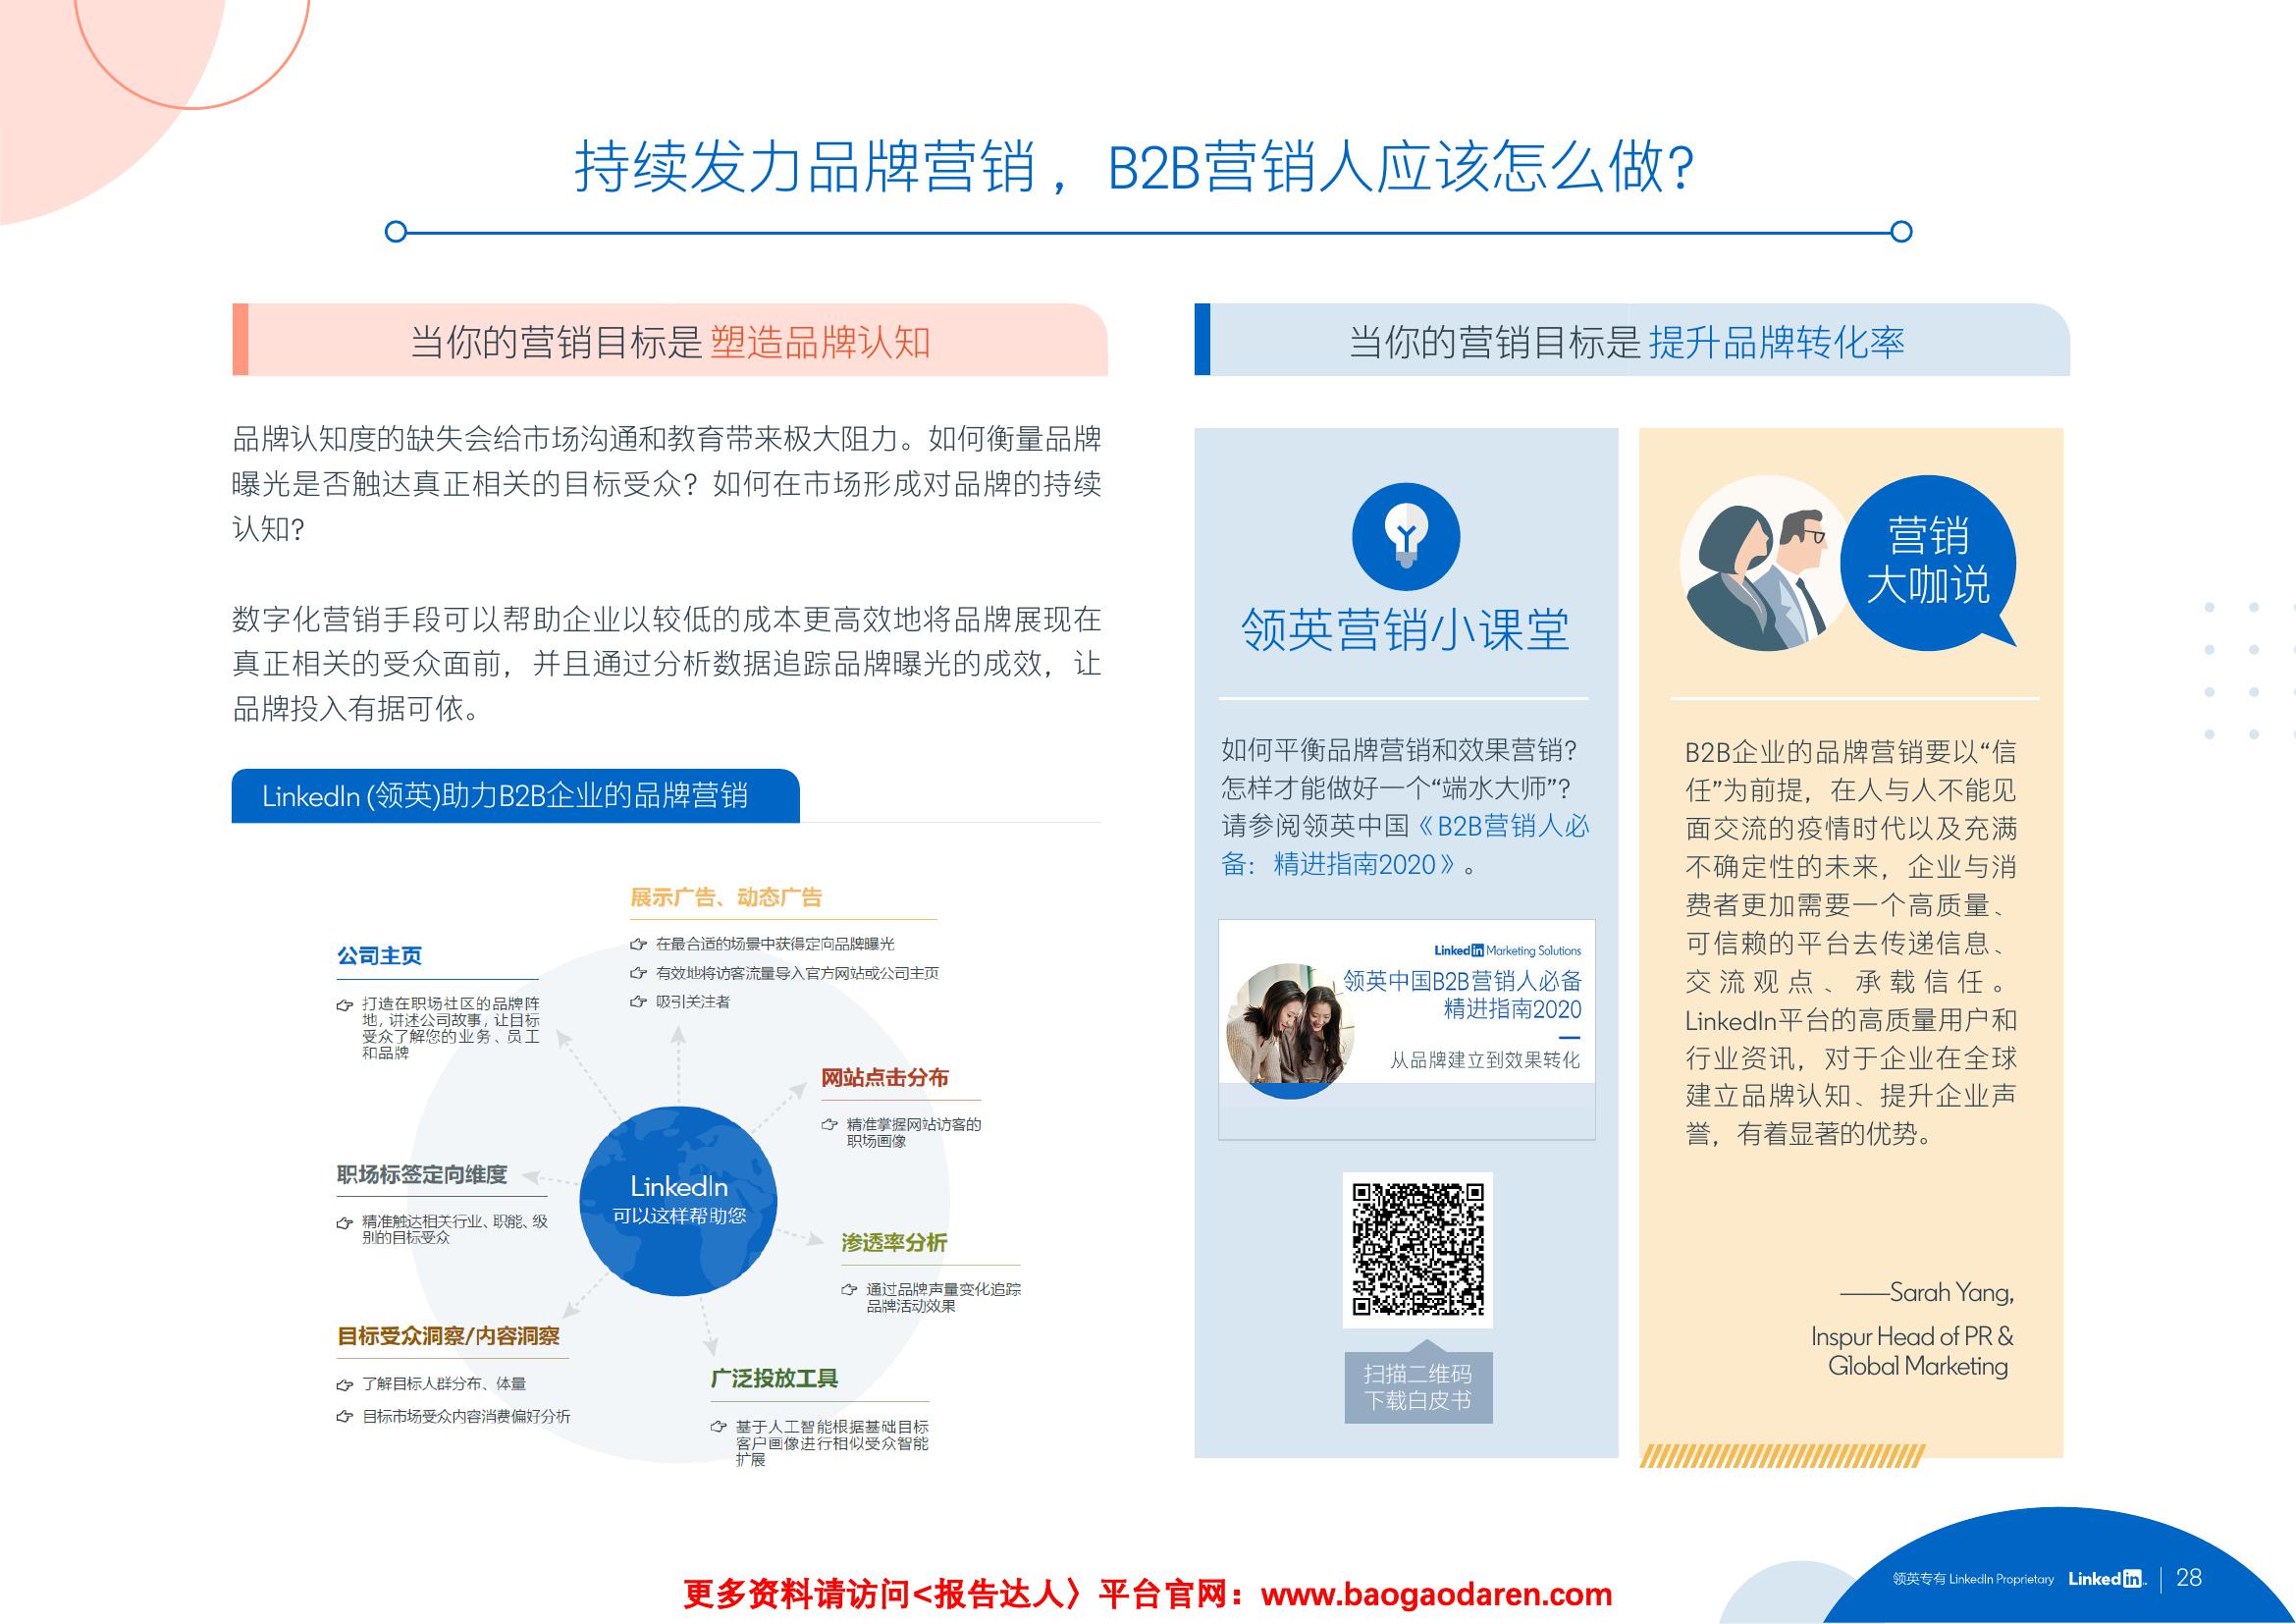 持续发力品牌营销，B2B营销人应该怎么做?
当你的营销目标是 塑造品牌认知
品牌认知度的缺失会给市场沟通和教育带来极大阻力。如何衡量品牌
曝光是否触达真正相关的目标受众？如何在市场形成对品牌的持续
认知？
数字化营销手段可以帮助企业以较低的成本更高效地将品牌展现在
真正相关的受众面前，并且通过分析数据追踪品牌曝光的成效，让
品牌投入有据可依。
LinkedIn (领英)助力B2B企业的品牌营销
展示广告、动态广告
在最合适的场景中获得定向品牌曝光
有效地将访客流量导入官方网站或公司主页
吸引关注者
公司主页
打造在职场社区的品牌阵
地，讲述公司故事，让目标
受众了解您的业务、员工
和品牌
网站点击分布
精准掌握网站访客的
职场画像
职场标签定向维度
精准触达相关行业、职能、级
别的目标受众
LinkedIn
可以这样帮助您
渗透率分析
通过品牌声量变化追踪
品牌活动效果
目标受众洞察/内容洞察
了解目标人群分布、体量
目标市场受众内容消费偏好分析
广泛投放工具
基于人工智能根据基础目标
客户画像进行相似受众智能
扩展
当你的营销目标是 提升品牌转化率
领英营销小课堂
如何平衡品牌营销和效果营销？
怎样才能做好一个“端水大师”？
请参阅领英中国《B2B营销人必
备：精进指南2020》。
LinkedIn Marketing Solutions
领英中国B2B营销人必备
精进指南2020
从品牌建立到效果转化
扫描二维码
下载白皮书
营销
大咖说
B2B企业的品牌营销要以“信
任”为前提，在人与人不能见
面交流的疫情时代以及充满
不确定性的未来，企业与消
费者更加需要一个高质量、
可信赖的平台去传递信息、
交流观点、承载信任。
LinkedIn平台的高质量用户和
行业资讯，对于企业在全球
建立品牌认知、提升企业声
誉，有着显著的优势。
——Sarah Yang,
Inspur Head of PR &
Global Marketing
领英专有 LinkedIn Proprietary LinkedIn 28
更多资料请访问<报告达人〉平台官网：www.baogaodaren.com